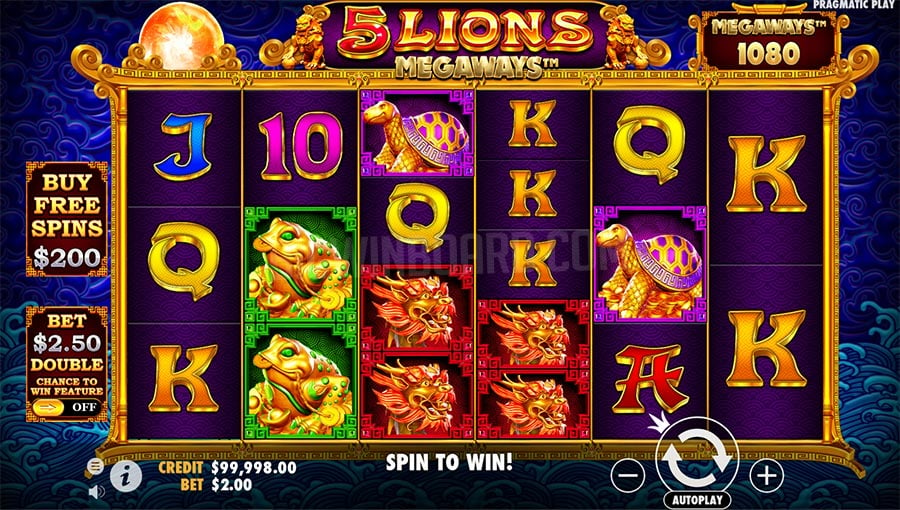 PRAGMATIC PLAY
5 LIONS
MEGAWAYS™
MEGAWAYS™
1080
J
10
K
Q
K
Q
K
Q
K
K
K
A
K
BUY
FREE
SPINS
$200
BET
$2.50
DOUBLE
CHANCE TO
WIN FEATURE
OFF
CREDIT $99,998.00
BET $2.00
SPIN TO WIN!
AUTOPLAY